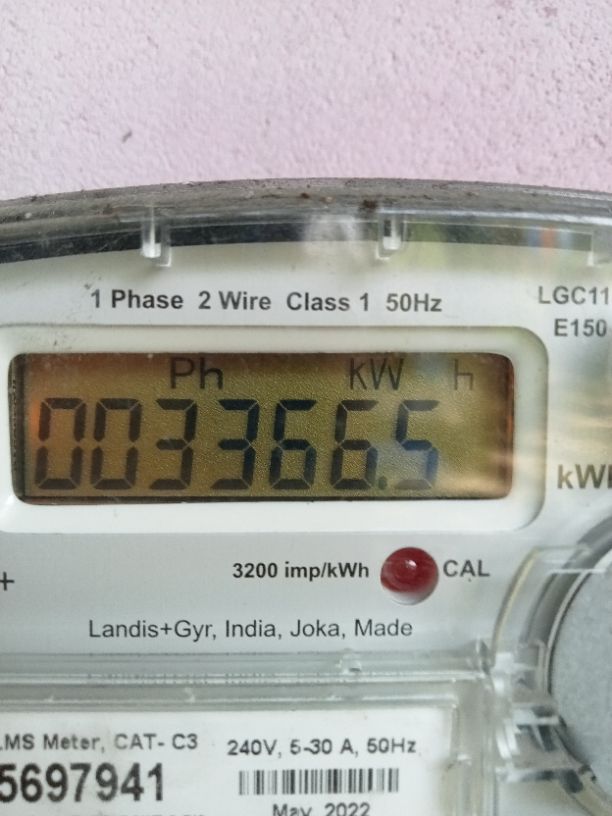 1 Phase 2 Wire Class 1 50Hz
LGC11
E150
Ph kW h
003366.5
kWh
3200 imp/kWh CAL
+
Landis+Gyr, India, Joka, Made
LMS Meter, CAT- C3
240V, 5-30 A, 50Hz
5697941
May, 2022